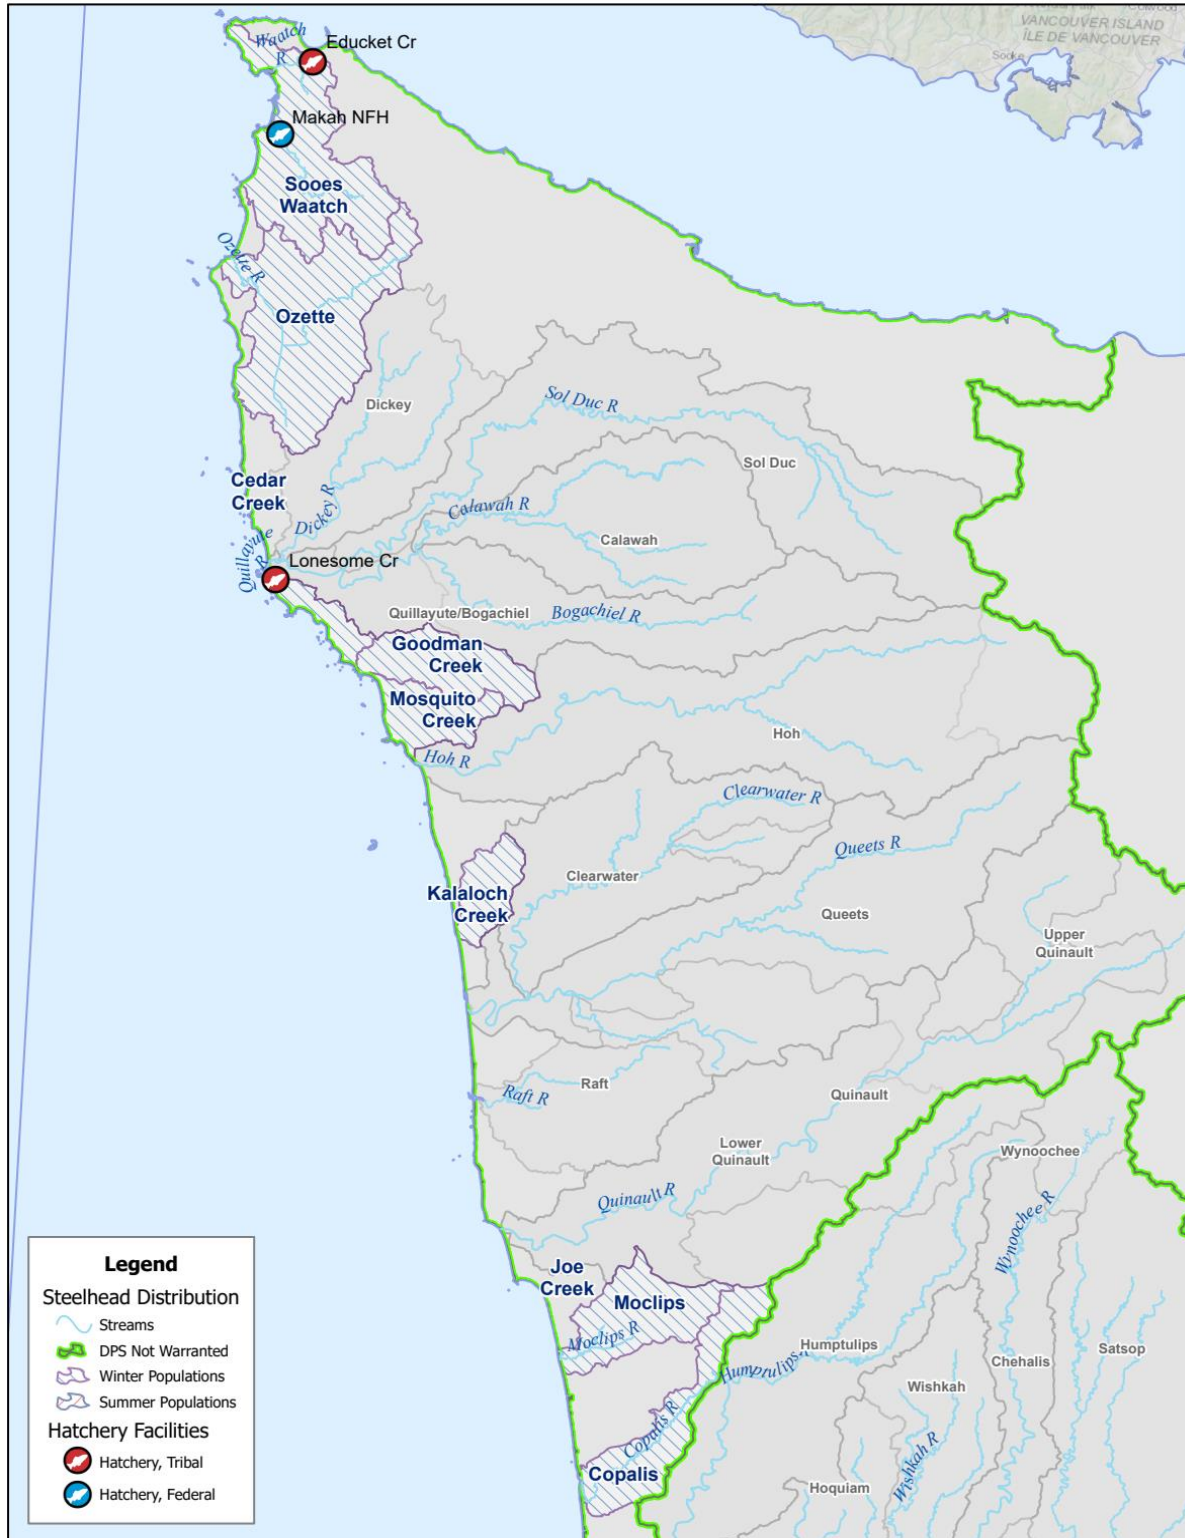 VANCOUVER ISLAND
ÎLE DE VANCOUVER
Sooke
Waatch
R
Educket Cr
Makah NFH
Sooes
Waatch
Ozette R
Ozette
Dickey
Sol Duc R
Sol Duc
Cedar
Creek
Dickey R
Calawah R
Calawah
Quillayute
R
Lonesome Cr
Quillayute/Bogachiel
Bogachiel R
Goodman
Creek
Mosquito
Creek
Hoh R
Hoh
Clearwater R
Queets R
Clearwater
Kalaloch
Creek
Queets
Upper
Quinault
Raft
Raft R
Quinault
Lower
Quinault
Wynoochee
Quinault R
Wynoochee R
Joe
Creek
Moclips
Moclips R
Humptulips
Humptulips
Chehalis
Satsop
Wishkah
Copalis R
Wishkah R
Copalis
Hoquiam
Legend
Steelhead Distribution
Streams
DPS Not Warranted
Winter Populations
Summer Populations
Hatchery Facilities
Hatchery, Tribal
Hatchery, Federal